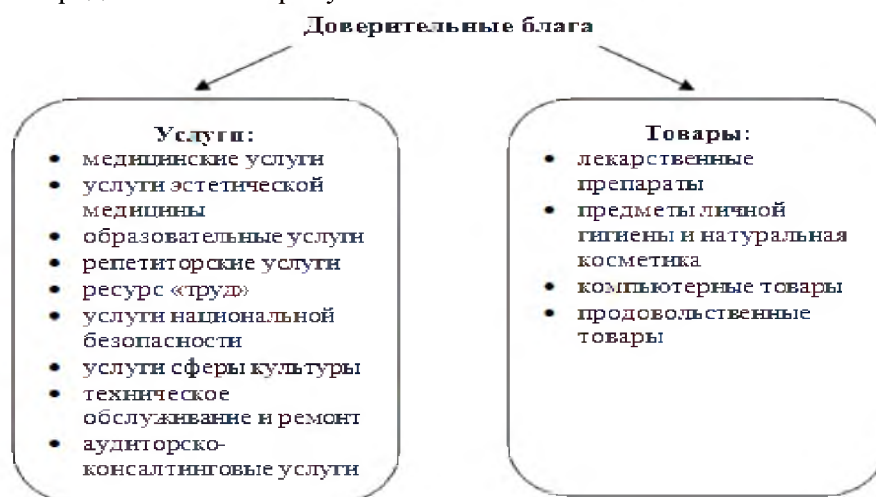 Доверительные блага
Услуги:
• медицинские услуги
• услуги эстетической
медицины
• образовательные услуги
• репетиторские услуги
• ресурс «труд»
• услуги национальной
безопасности
• услуги сферы культуры
• техническое
обслуживание и ремонт
• аудиторско-
консалтинговые услуги
Товары:
• лекарственные
препараты
• предметы личной
гигиены и натуральная
косметика
• компьютерные товары
• продовольственные
товары